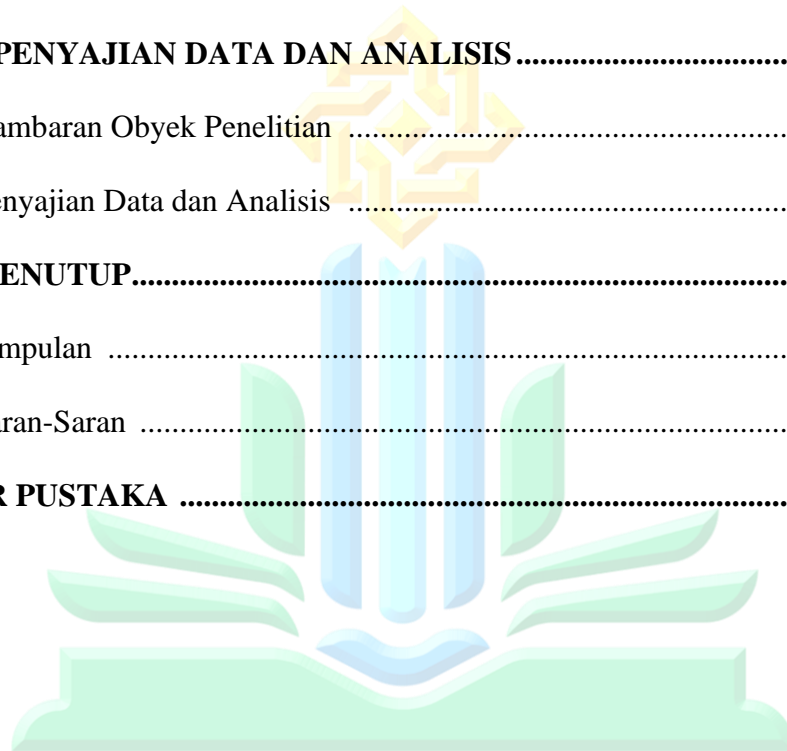 PENYAJIAN DATA DAN ANALISIS..................................
ambaran Obyek Penelitian .......................................................
enyajian Data dan Analisis .......................................................
ENUTUP..................................................................................
mpulan .....................................................................................
aran-Saran .................................................................................
R PUSTAKA ............................................................................